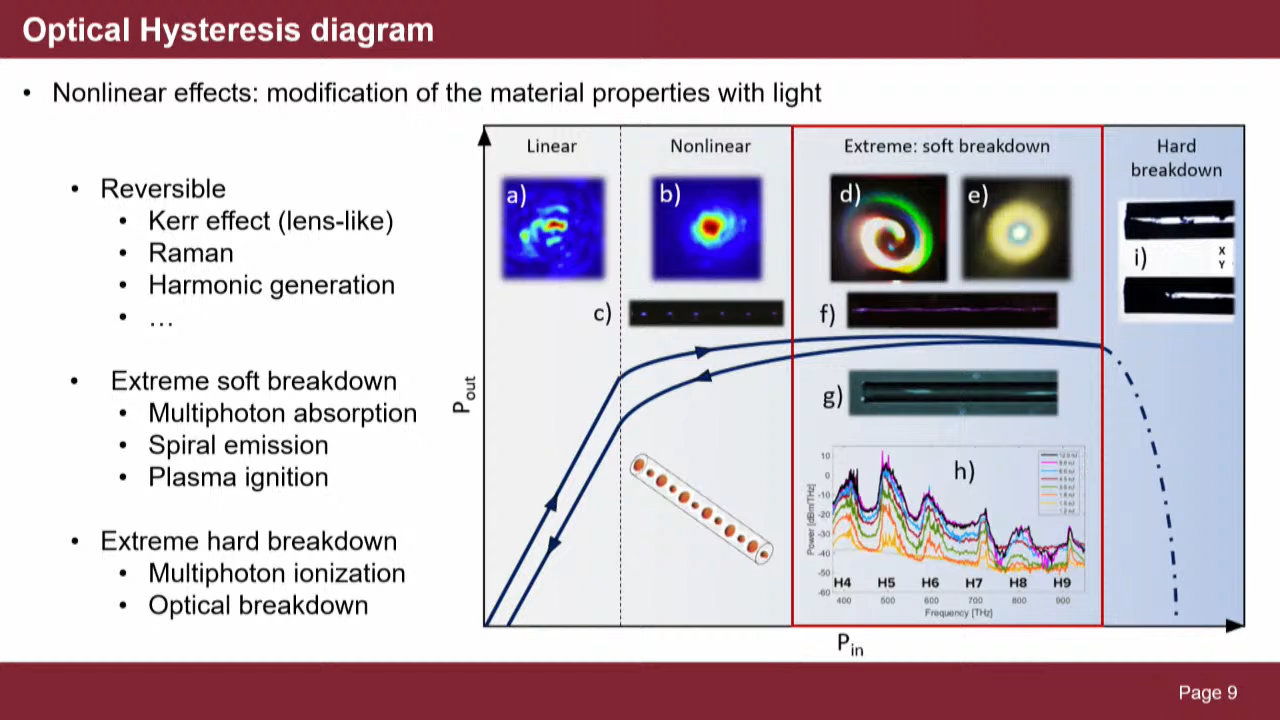 Optical Hysteresis diagram
• Nonlinear effects: modification of the material properties with light
• Reversible
• Kerr effect (lens-like)
• Raman
• Harmonic generation
• …
• Extreme soft breakdown
• Multiphoton absorption
• Spiral emission
• Plasma ignition
• Extreme hard breakdown
• Multiphoton ionization
• Optical breakdown
Linear
Nonlinear
Extreme: soft breakdown
Hard
breakdown
a)
b)
c)
d)
e)
f)
g)
h)
i)
X
Y
Pout
Pin
Power [dBm/THz]
10
0
-10
-20
-30
-40
-50
-60
H4 H5 H6 H7 H8 H9
400 500 600 700 800 900
Frequency [THz]
Page 9